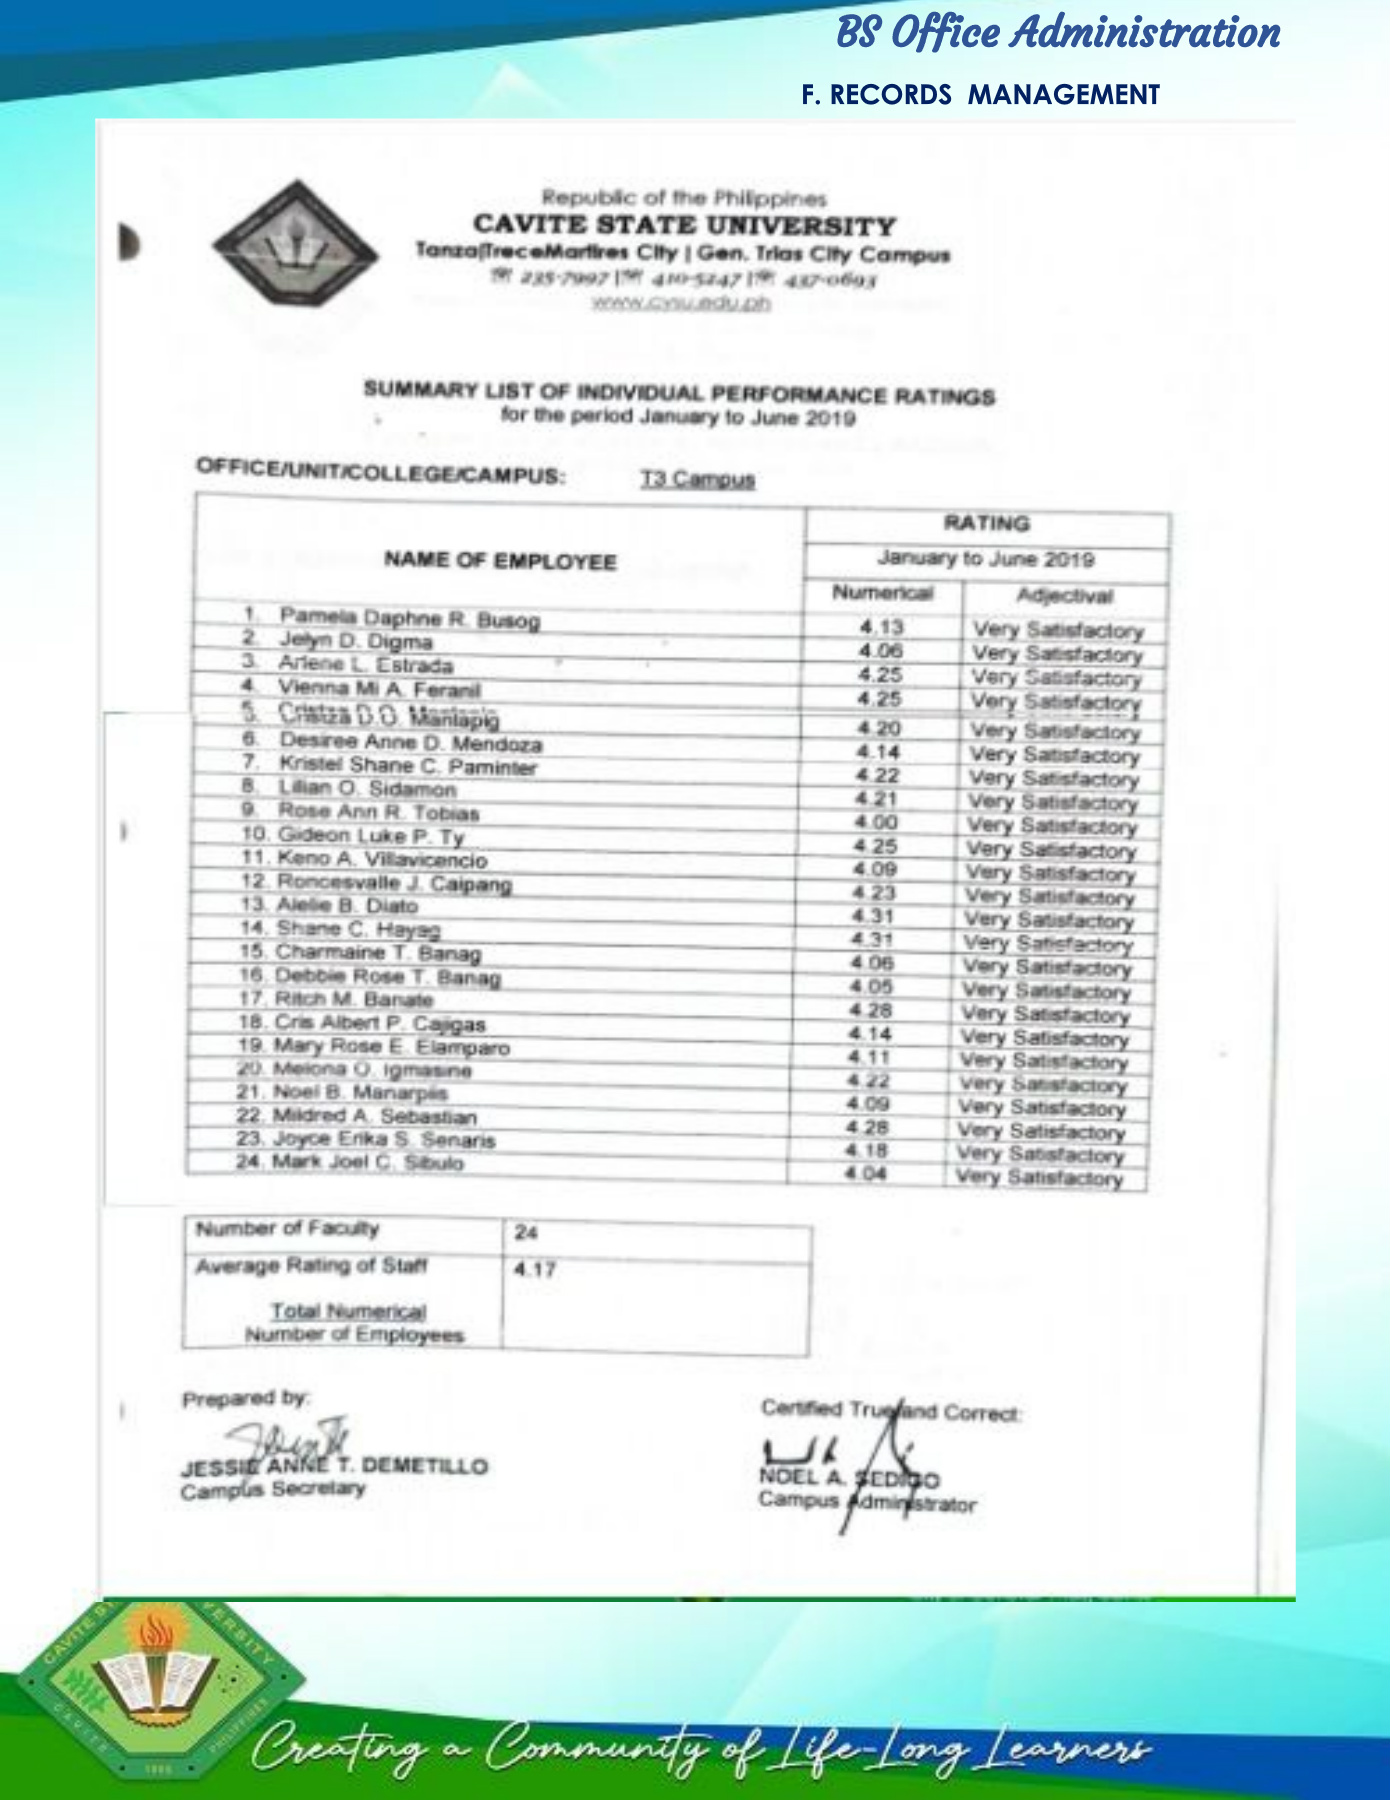 BS Office Administration
F. RECORDS MANAGEMENT
Republic of the Philippines
CAVITE STATE UNIVERSITY
Tanza|TreceMartires City | Gen. Trias City Campus
☏ 235-7997 |☏ 410-5247 |☏ 437-0693
www.cvsu.edu.ph
SUMMARY LIST OF INDIVIDUAL PERFORMANCE RATINGS
for the period January to June 2019
OFFICE/UNIT/COLLEGE/CAMPUS: T3 Campus
NAME OF EMPLOYEE
RATING
January to June 2019
Numerical Adjectival
1. Pamela Daphne R. Busog 4.13 Very Satisfactory
2. Jelyn D. Digma 4.06 Very Satisfactory
3. Arlene L. Estrada 4.25 Very Satisfactory
4. Vienna Mi A. Feranil 4.25 Very Satisfactory
5. Cristza D.O. Manlapig 4.20 Very Satisfactory
6. Desiree Anne D. Mendoza 4.14 Very Satisfactory
7. Kristel Shane C. Paminter 4.22 Very Satisfactory
8. Lilian O. Sidamon 4.21 Very Satisfactory
9. Rose Ann R. Tobias 4.00 Very Satisfactory
10. Gideon Luke P. Ty 4.25 Very Satisfactory
11. Keno A. Villavicencio 4.09 Very Satisfactory
12. Roncesvalle J. Caipang 4.23 Very Satisfactory
13. Alelie B. Diato 4.31 Very Satisfactory
14. Shane C. Hayag 4.31 Very Satisfactory
15. Charmaine T. Banag 4.06 Very Satisfactory
16. Debbie Rose T. Banag 4.05 Very Satisfactory
17. Ritch M. Banate 4.28 Very Satisfactory
18. Cris Albert P. Cajigas 4.14 Very Satisfactory
19. Mary Rose E. Elamparo 4.11 Very Satisfactory
20. Melona O. Igmasine 4.22 Very Satisfactory
21. Noel B. Manarpiis 4.09 Very Satisfactory
22. Mildred A. Sebastian 4.28 Very Satisfactory
23. Joyce Erika S. Senaris 4.18 Very Satisfactory
24. Mark Joel C. Sibulo 4.04 Very Satisfactory
Number of Faculty 24
Average Rating of Staff 4.17
Total Numerical
Number of Employees
Prepared by:
JESSIE ANNE T. DEMETILLO
Campus Secretary
Certified True and Correct:
NOEL A. SEDIGO
Campus Administrator
CAVITE UNIVERSITY
CAVITE PHILIPPINES
1906
Creating a Community of Life-Long Learners